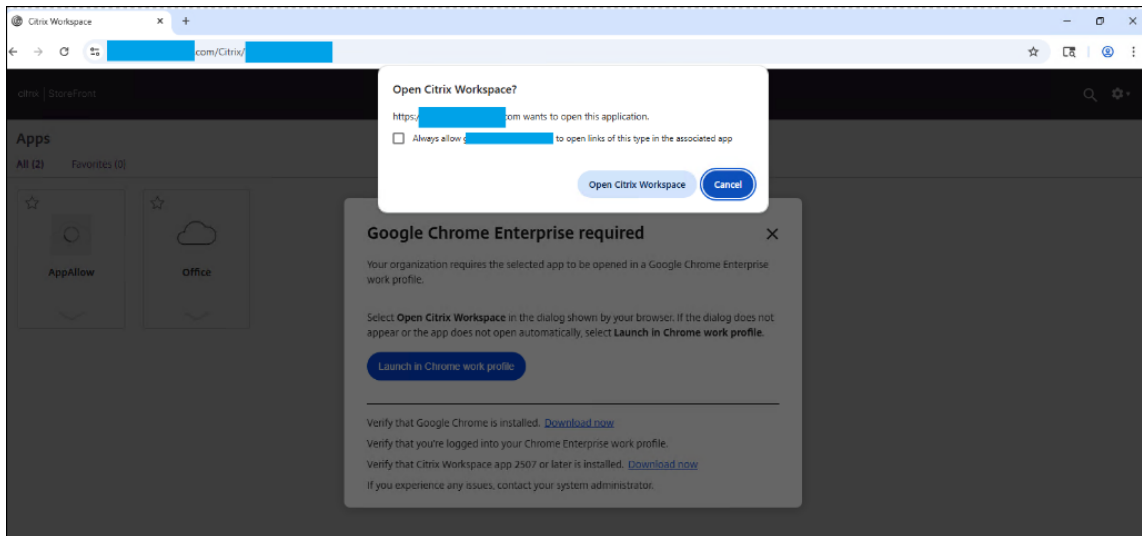 Citrix Workspace
.com/Citrix/
citrix | StoreFront
Open Citrix Workspace?
https:/ com wants to open this application.
Always allow g to open links of this type in the associated app
Open Citrix Workspace
Cancel
Apps
All (2) Favorites (0)
AppAllow
Office
Google Chrome Enterprise required
Your organization requires the selected app to be opened in a Google Chrome Enterprise
work profile.
Select Open Citrix Workspace in the dialog shown by your browser. If the dialog does not
appear or the app does not open automatically, select Launch in Chrome work profile.
Launch in Chrome work profile
Verify that Google Chrome is installed. Download now
Verify that you're logged into your Chrome Enterprise work profile.
Verify that Citrix Workspace app 2507 or later is installed. Download now
If you experience any issues, contact your system administrator.